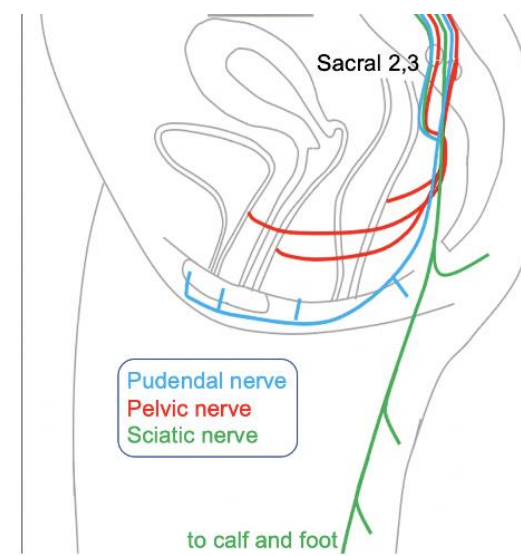 Sacral 2,3
Pudendal nerve
Pelvic nerve
Sciatic nerve
to calf and foot